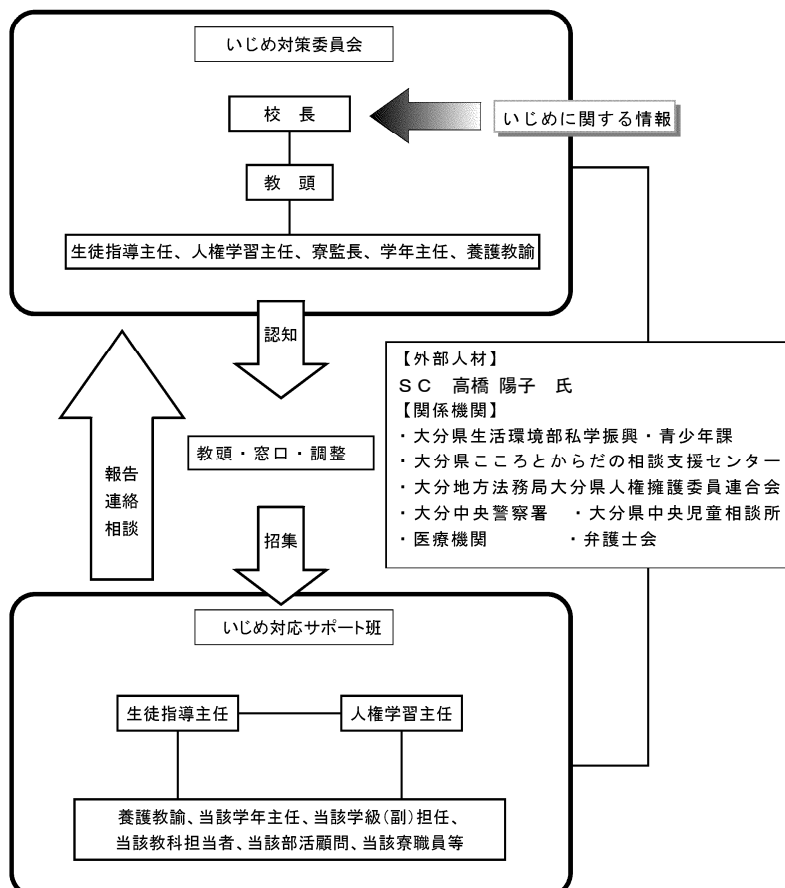 いじめ対策委員会
校　長
いじめに関する情報
教　頭
生徒指導主任、人権学習主任、寮監長、学年主任、養護教諭
認知
【外部人材】
ＳＣ　高橋 陽子　氏
【関係機関】
・大分県生活環境部私学振興・青少年課
・大分県こころとからだの相談支援センター
・大分地方法務局大分県人権擁護委員連合会
・大分中央警察署　・大分県中央児童相談所
・医療機関　　　　・弁護士会
教頭・窓口・調整
報告
連絡
相談
招集
いじめ対応サポート班
生徒指導主任
人権学習主任
養護教諭、当該学年主任、当該学級（副）担任、
当該教科担当者、当該部活顧問、当該寮職員等